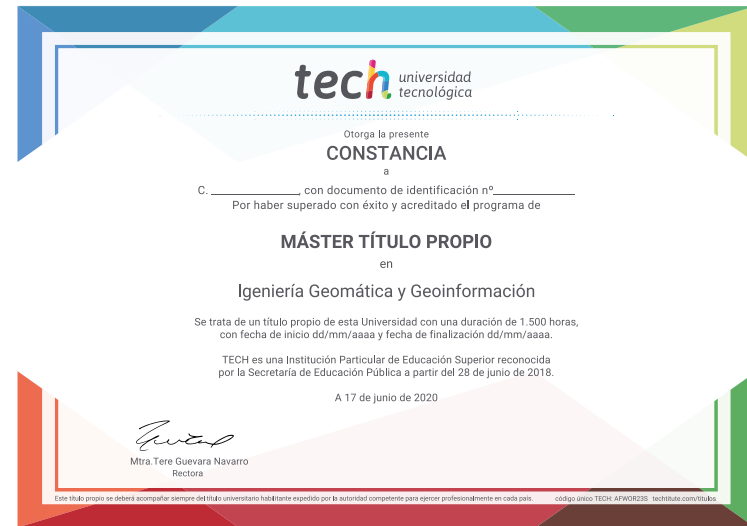 tech universidad
tecnológica
Otorga la presente
CONSTANCIA
a
C. ______________, con documento de identificación nº_____________
Por haber superado con éxito y acreditado el programa de
MÁSTER TÍTULO PROPIO
en
Igeniería Geomática y Geoinformación
Se trata de un título propio de esta Universidad con una duración de 1.500 horas,
con fecha de inicio dd/mm/aaaa y fecha de finalización dd/mm/aaaa.
TECH es una Institución Particular de Educación Superior reconocida
por la Secretaría de Educación Pública a partir del 28 de junio de 2018.
A 17 de junio de 2020
Mtra.Tere Guevara Navarro
Rectora
Este título propio se deberá acompañar siempre del título universitario habilitante expedido por la autoridad competente para ejercer profesionalmente en cada país. código único TECH: AFWOR23S techtitute.com/titulos